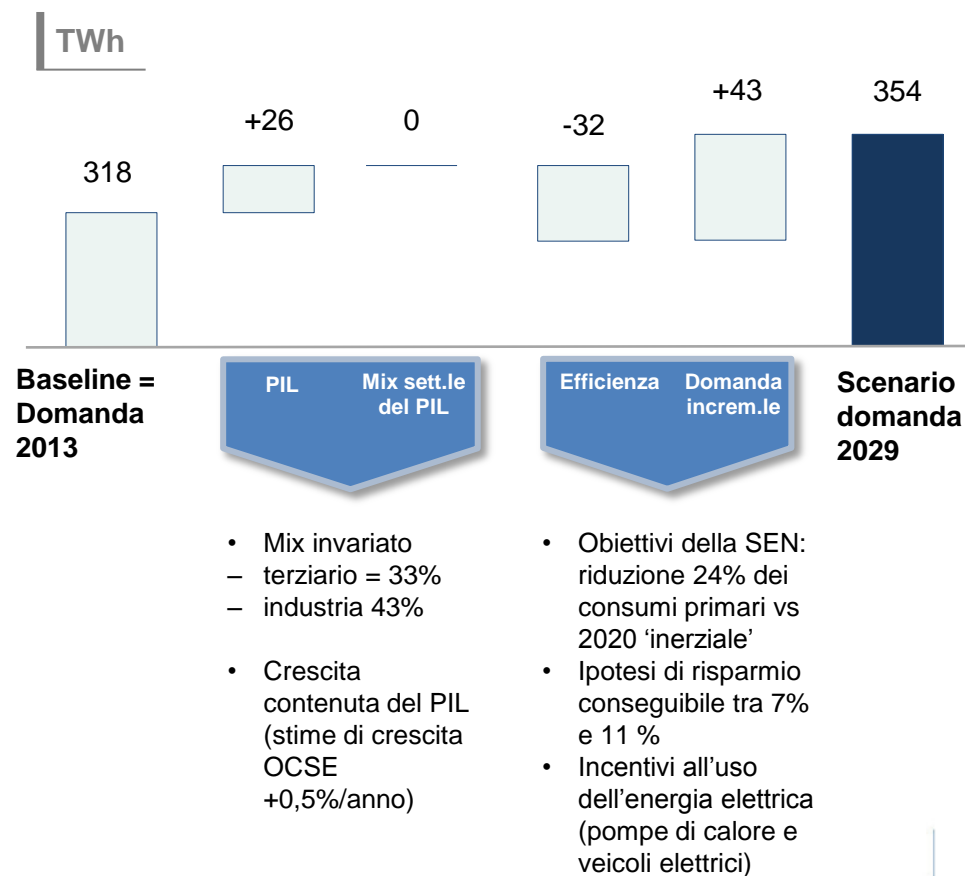 TWh
318
+26
0
-32
+43
354
Baseline =
Domanda
2013
PIL
Mix sett.le
del PIL
Efficienza
Domanda
increm.le
Scenario
domanda
2029
• Mix invariato
– terziario = 33%
– industria 43%
• Crescita
contenuta del PIL
(stime di crescita
OCSE
+0,5%/anno)
• Obiettivi della SEN:
riduzione 24% dei
consumi primari vs
2020 ‘inerziale’
• Ipotesi di risparmio
conseguibile tra 7%
e 11 %
• Incentivi all’uso
dell’energia elettrica
(pompe di calore e
veicoli elettrici)